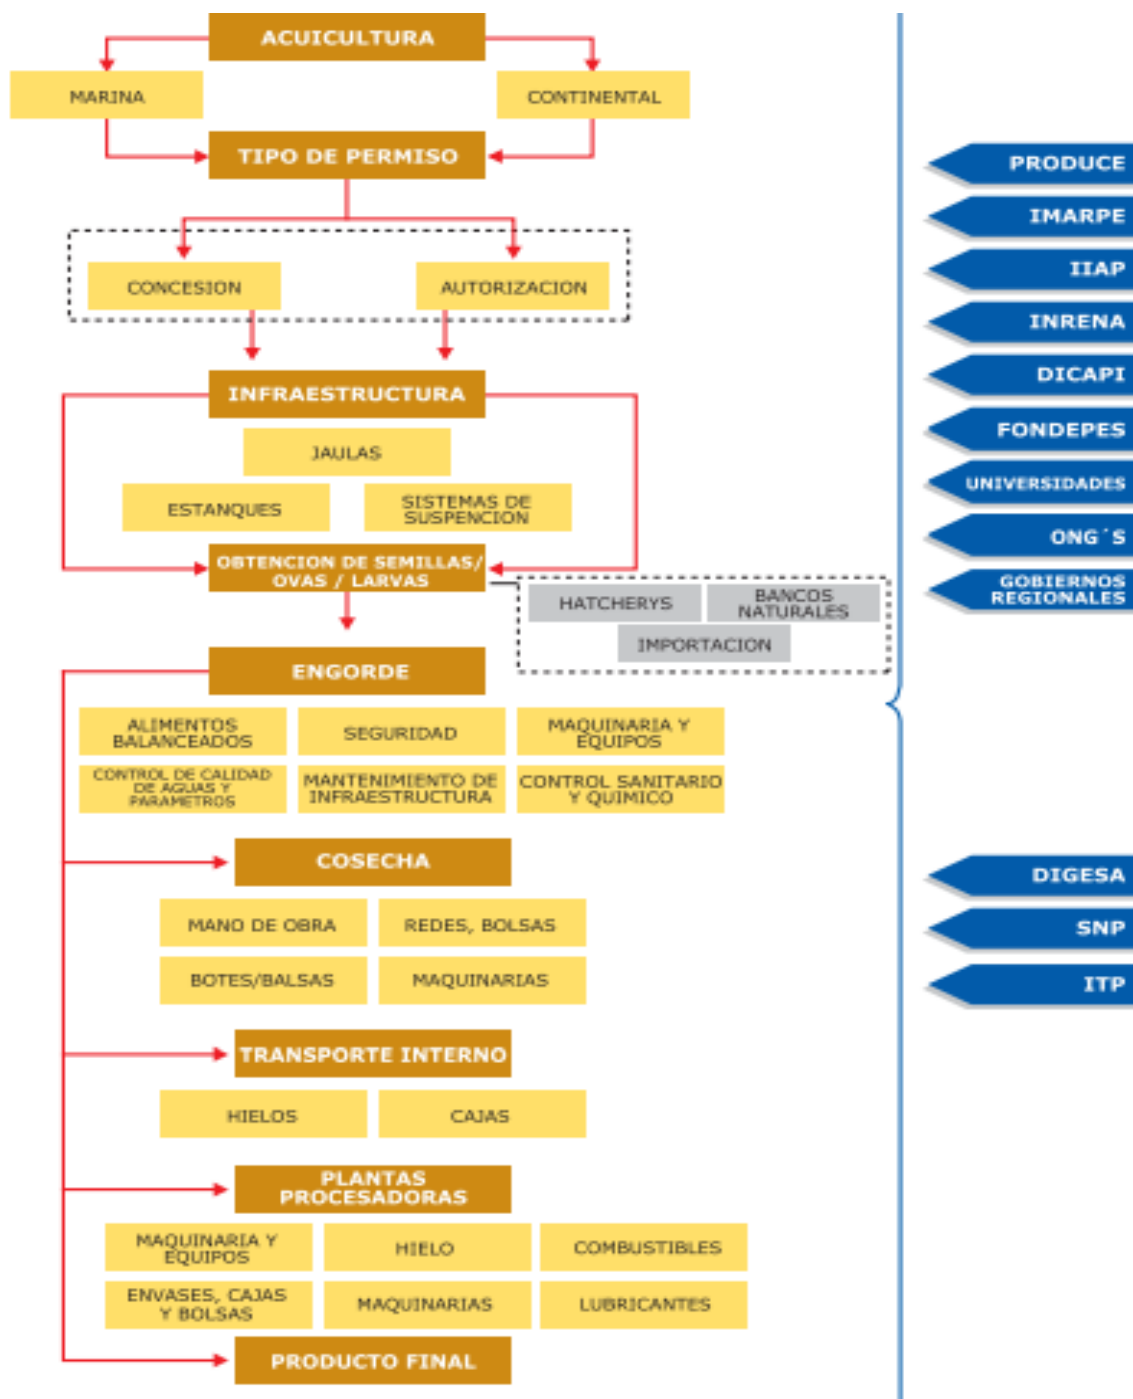 ACUICULTURA
MARINA
CONTINENTAL
TIPO DE PERMISO
CONCESION
AUTORIZACION
INFRAESTRUCTURA
JAULAS
ESTANQUES
SISTEMAS DE
SUSPENCION
OBTENCION DE SEMILLAS/
OVAS / LARVAS
HATCHERYS
BANCOS
NATURALES
IMPORTACION
ENGORDE
ALIMENTOS
BALANCEADOS
SEGURIDAD
MAQUINARIA Y
EQUIPOS
CONTROL DE CALIDAD
DE AGUAS Y
PARAMETROS
MANTENIMIENTO DE
INFRAESTRUCTURA
CONTROL SANITARIO
Y QUIMICO
COSECHA
MANO DE OBRA
REDES, BOLSAS
BOTES/BALSAS
MAQUINARIAS
TRANSPORTE INTERNO
HIELOS
CAJAS
PLANTAS
PROCESADORAS
MAQUINARIA Y
EQUIPOS
HIELO
COMBUSTIBLES
ENVASES, CAJAS
Y BOLSAS
MAQUINARIAS
LUBRICANTES
PRODUCTO FINAL
PRODUCE
IMARPE
IIAP
INRENA
DICAPI
FONDEPES
UNIVERSIDADES
ONG´S
GOBIERNOS
REGIONALES
DIGESA
SNP
ITP